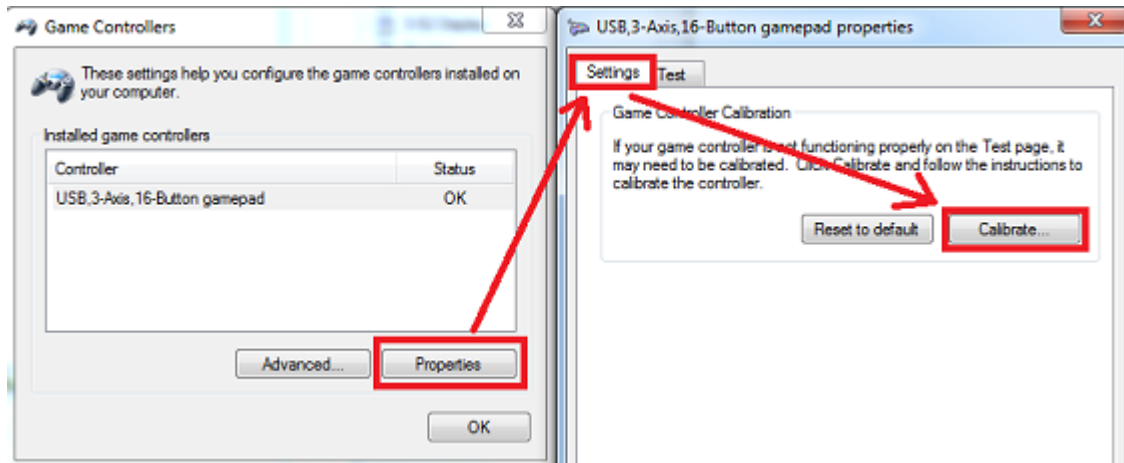 Game Controllers
These settings help you configure the game controllers installed on
your computer.
Installed game controllers
Controller Status
USB,3-Axis,16-Button gamepad OK
Advanced... Properties
OK
USB,3-Axis,16-Button gamepad properties
Settings Test
Game Controller Calibration
If your game controller is not functioning properly on the Test page, it
may need to be calibrated. Click Calibrate and follow the instructions to
calibrate the controller.
Reset to default Calibrate...